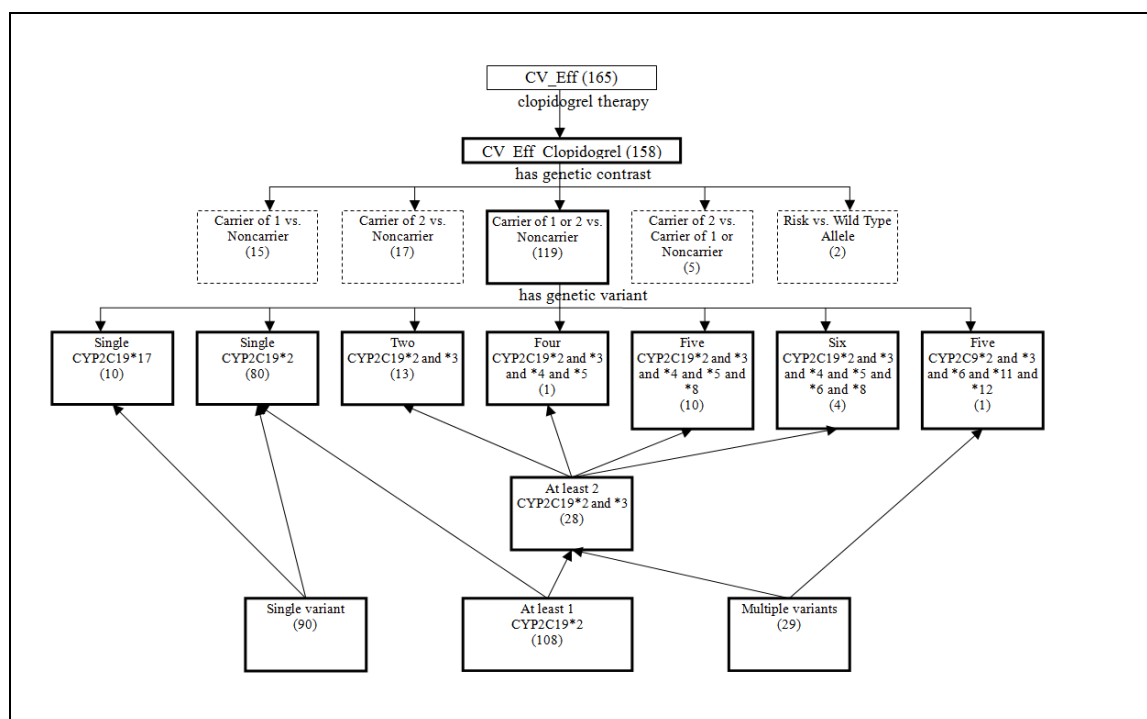 CV_Eff (165)
clopidogrel therapy
CV_Eff_Clopidogrel (158)
has genetic contrast
Carrier of 1 vs.
Noncarrier
(15)
Carrier of 2 vs.
Noncarrier
(17)
Carrier of 1 or 2 vs.
Noncarrier
(119)
Carrier of 2 vs.
Carrier of 1 or
Noncarrier
(5)
Risk vs. Wild Type
Allele
(2)
has genetic variant
Single
CYP2C19*17
(10)
Single
CYP2C19*2
(80)
Two
CYP2C19*2 and *3
(13)
Four
CYP2C19*2 and *3
and *4 and *5
(1)
Five
CYP2C19*2 and *3
and *4 and *5 and
*8
(10)
Six
CYP2C19*2 and *3
and *4 and *5 and
*6 and *8
(4)
Five
CYP2C9*2 and *3
and *6 and *11 and
*12
(1)
At least 2
CYP2C19*2 and *3
(28)
Single variant
(90)
At least 1
CYP2C19*2
(108)
Multiple variants
(29)